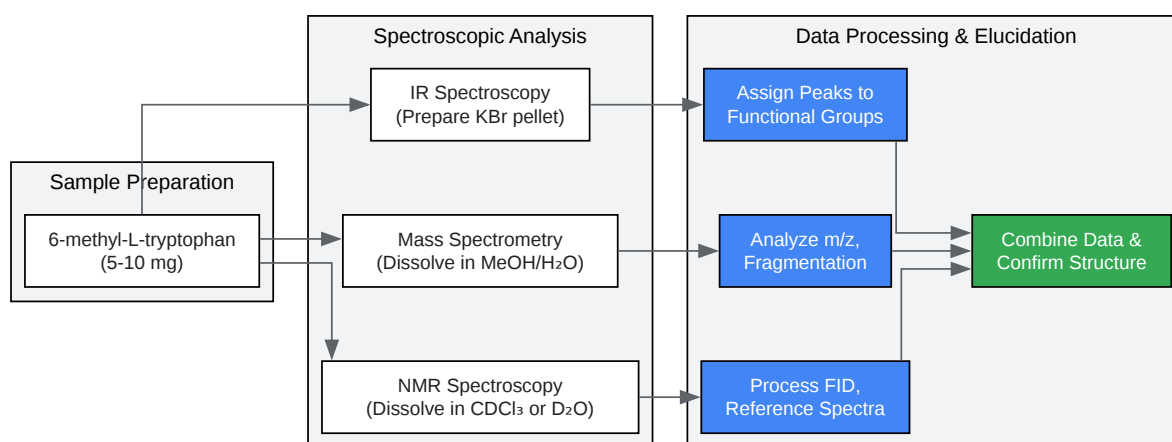 Spectroscopic Analysis
Data Processing & Elucidation
IR Spectroscopy
(Prepare KBr pellet)
Assign Peaks to
Functional Groups
Sample Preparation
6-methyl-L-tryptophan
(5-10 mg)
Mass Spectrometry
(Dissolve in MeOH/H₂O)
Analyze m/z,
Fragmentation
Combine Data &
Confirm Structure
NMR Spectroscopy
(Dissolve in CDCl₃ or D₂O)
Process FID,
Reference Spectra